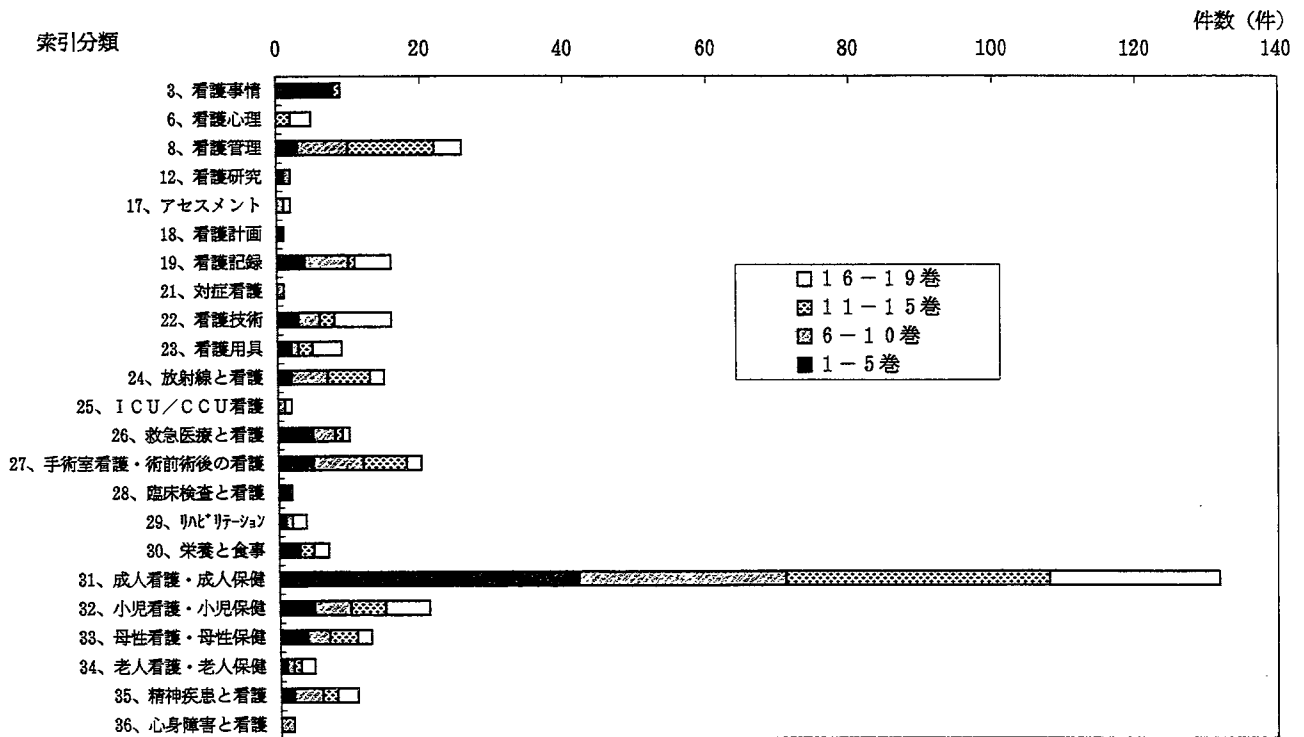 件数（件）
索引分類
0 20 40 60 80 100 120 140
3、看護事情
6、看護心理
8、看護管理
12、看護研究
17、アセスメント
18、看護計画
19、看護記録
21、対症看護
22、看護技術
23、看護用具
24、放射線と看護
25、ＩＣＵ／ＣＣＵ看護
26、救急医療と看護
27、手術室看護・術前術後の看護
28、臨床検査と看護
29、ﾘﾊﾋﾞﾘﾃｰｼｮﾝ
30、栄養と食事
31、成人看護・成人保健
32、小児看護・小児保健
33、母性看護・母性保健
34、老人看護・老人保健
35、精神疾患と看護
36、心身障害と看護
１６－１９巻
１１－１５巻
６－１０巻
１－５巻